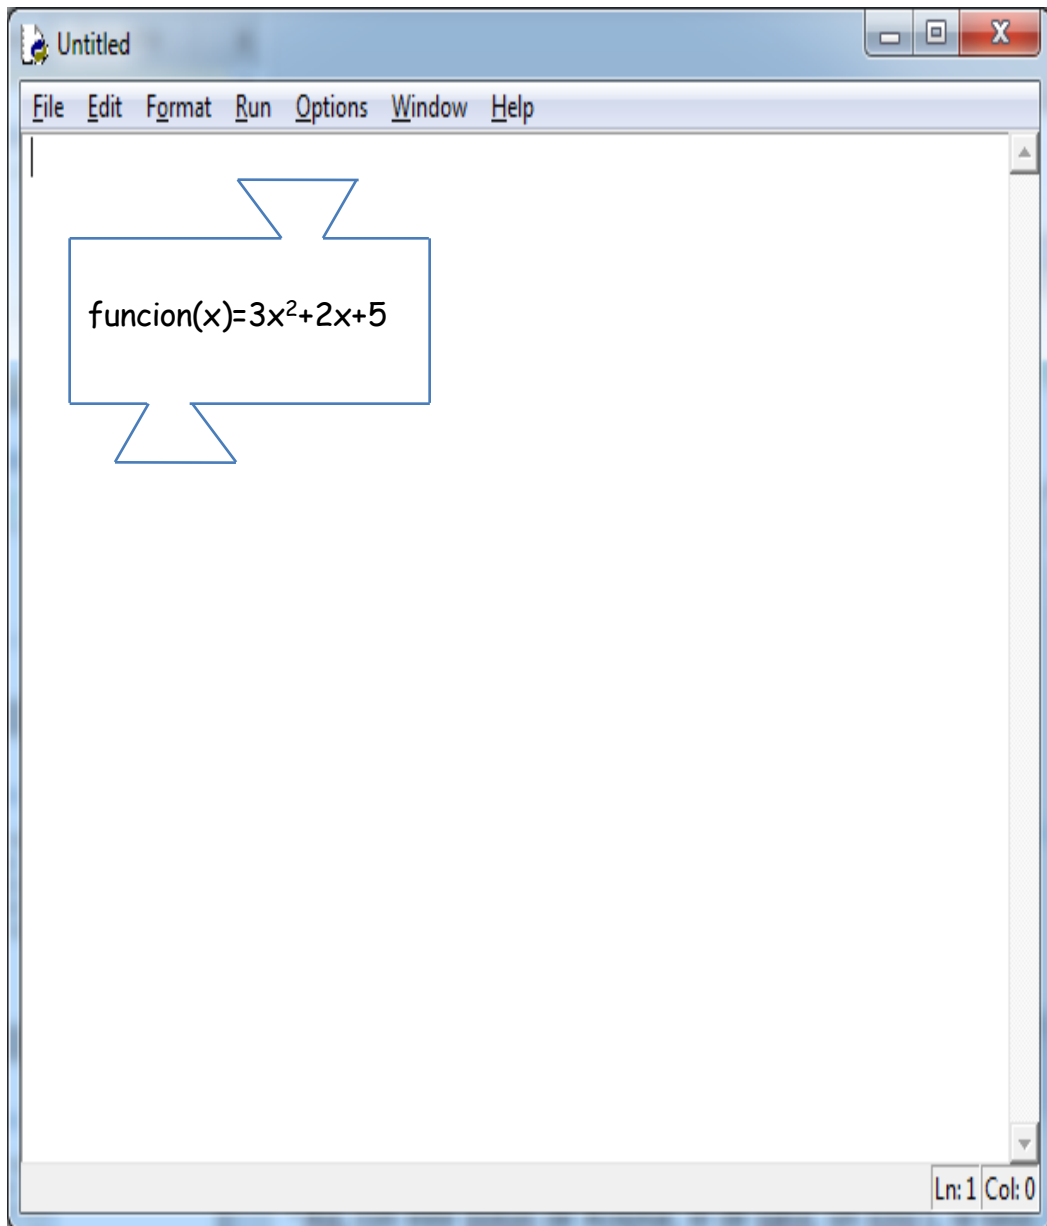 Untitled
X
File Edit Format Run Options Window Help
funcion(x)=3x²+2x+5
Ln: 1 Col: 0